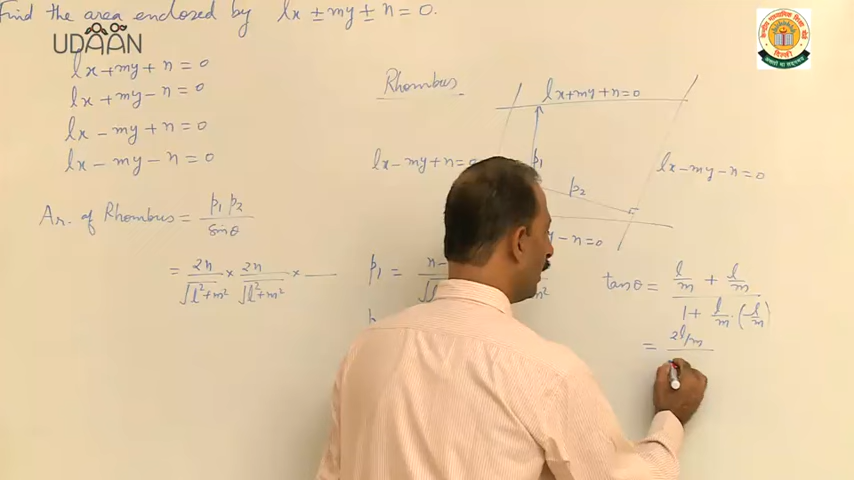 Find the area enclosed by lx ± my ± n = 0.
UDAAN
lx + my + n = 0
lx + my - n = 0
lx - my + n = 0
lx - my - n = 0
Rhombus
lx+my+n=0
lx-my+n=0
lx-my-n=0
p₁
p₂
y-n=0
Ar. of Rhombus = p₁ p₂ / sinθ
= 2n/√(l²+m²) × 2n/√(l²+m²) × ___
p₁ =
tanθ = (l/m + l/m) / (1 + l/m · (-l/m))
= 2l/m